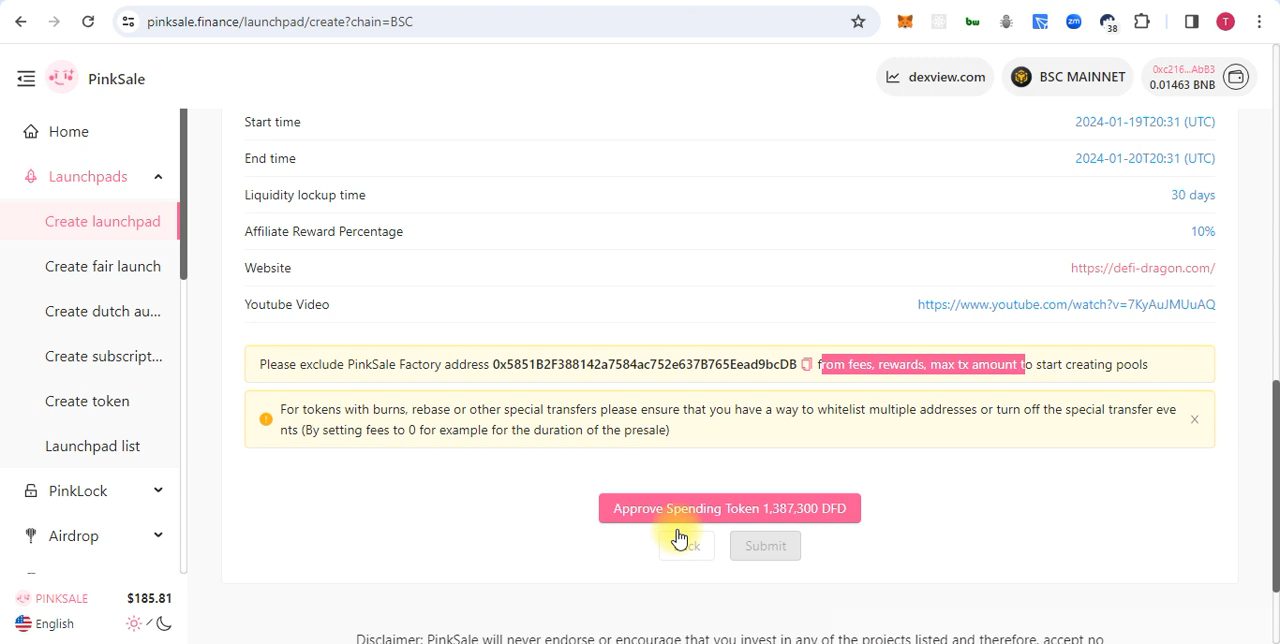 pinksale.finance/launchpad/create?chain=BSC
bw
zm
38
T
PinkSale
dexview.com
BSC MAINNET
0xc216...AbB3
0.01463 BNB
Home
Launchpads
Create launchpad
Create fair launch
Create dutch au...
Create subscript...
Create token
Launchpad list
PinkLock
Airdrop
PINKSALE
$185.81
English
Start time
2024-01-19T20:31 (UTC)
End time
2024-01-20T20:31 (UTC)
Liquidity lockup time
30 days
Affiliate Reward Percentage
10%
Website
https://defi-dragon.com/
Youtube Video
https://www.youtube.com/watch?v=7KyAuJMUuAQ
Please exclude PinkSale Factory address 0x5851B2F388142a7584ac752e637B765Eead9bcDB from fees, rewards, max tx amount to start creating pools
For tokens with burns, rebase or other special transfers please ensure that you have a way to whitelist multiple addresses or turn off the special transfer eve
nts (By setting fees to 0 for example for the duration of the presale)
Approve Spending Token 1,387,300 DFD
Submit
Disclaimer: PinkSale will never endorse or encourage that you invest in any of the projects listed and therefore, accept no